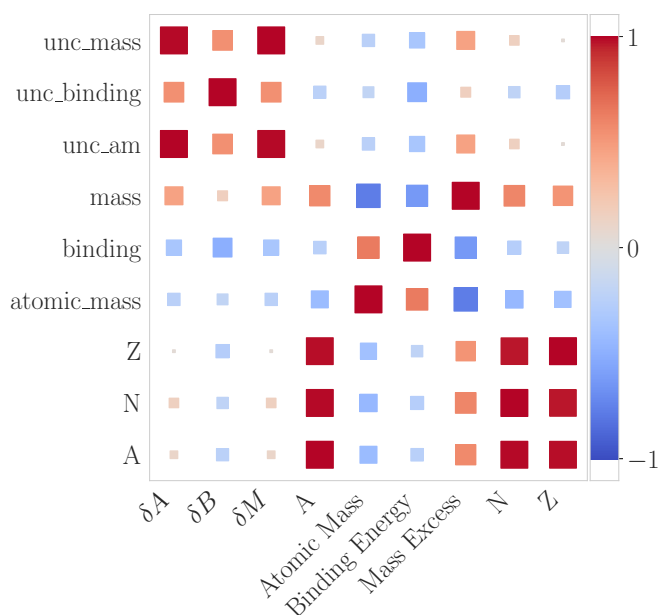 unc_mass
unc_binding
unc_am
mass
binding
atomic_mass
Z
N
A
δA
δB
δM
A
Atomic Mass
Binding Energy
Mass Excess
N
Z
1
0
−1